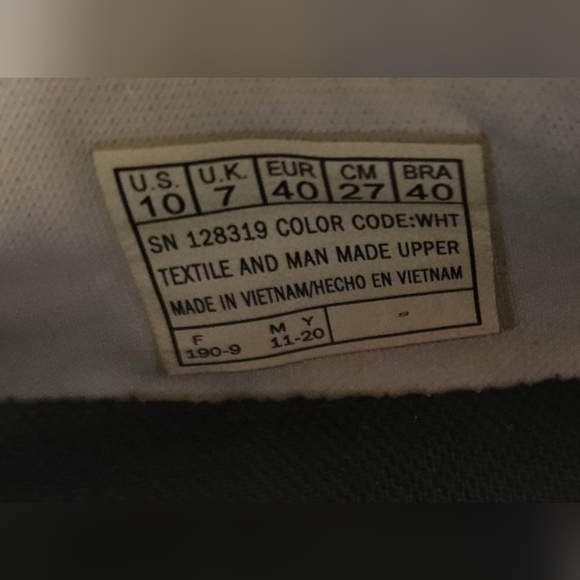 U.S. U.K. EUR CM BRA
10 7 40 27 40
SN 128319 COLOR CODE:WHT
TEXTILE AND MAN MADE UPPER
MADE IN VIETNAM/HECHO EN VIETNAM
F M Y
190-9 11-20